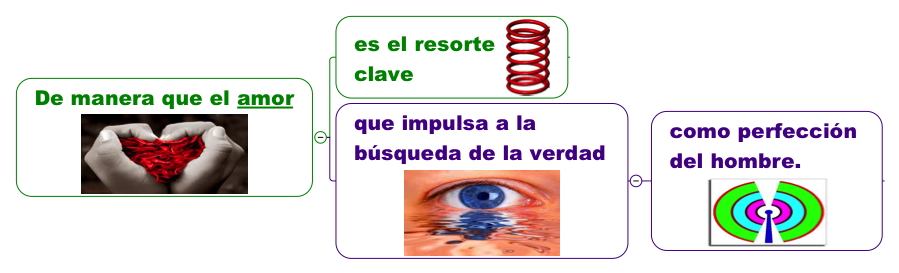 De manera que el amor
es el resorte
clave
que impulsa a la
búsqueda de la verdad
como perfección
del hombre.